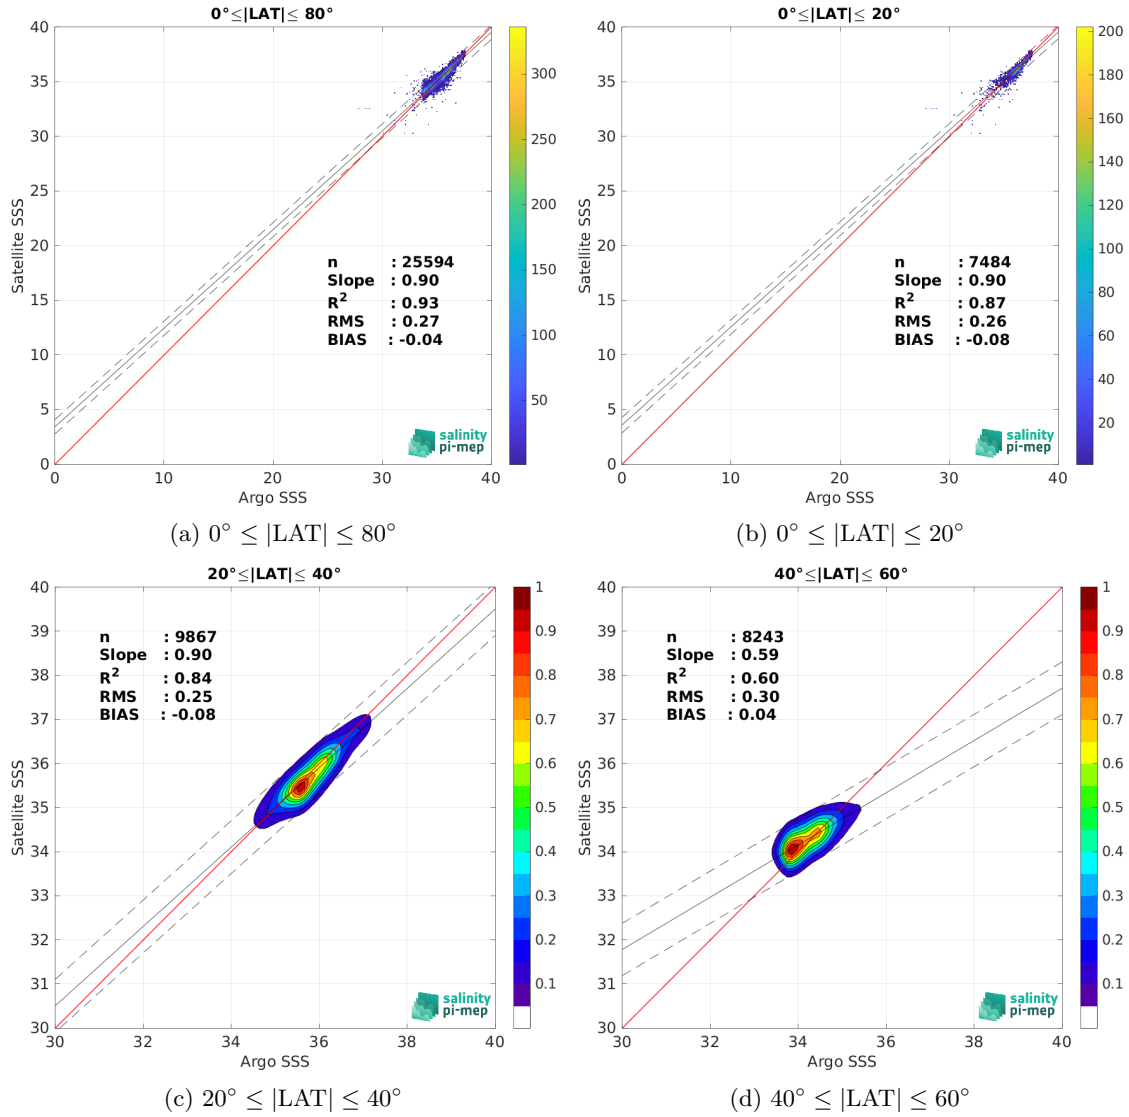 0°≤|LAT|≤ 80°
40
35
30
25
20
15
10
5
0
Satellite SSS
0
10
20
30
40
Argo SSS
n : 25594
Slope : 0.90
R² : 0.93
RMS : 0.27
BIAS : -0.04
salinity
pi-mep
300
250
200
150
100
50
(a) 0° ≤ |LAT| ≤ 80°
0°≤|LAT|≤ 20°
40
35
30
25
20
15
10
5
0
Satellite SSS
0
10
20
30
40
Argo SSS
n : 7484
Slope : 0.90
R² : 0.87
RMS : 0.26
BIAS : -0.08
salinity
pi-mep
200
180
160
140
120
100
80
60
40
20
(b) 0° ≤ |LAT| ≤ 20°
20°≤|LAT|≤ 40°
40
39
38
37
36
35
34
33
32
31
30
Satellite SSS
30
32
34
36
38
40
Argo SSS
n : 9867
Slope : 0.90
R² : 0.84
RMS : 0.25
BIAS : -0.08
salinity
pi-mep
1
0.9
0.8
0.7
0.6
0.5
0.4
0.3
0.2
0.1
(c) 20° ≤ |LAT| ≤ 40°
40°≤|LAT|≤ 60°
40
39
38
37
36
35
34
33
32
31
30
Satellite SSS
30
32
34
36
38
40
Argo SSS
n : 8243
Slope : 0.59
R² : 0.60
RMS : 0.30
BIAS : 0.04
salinity
pi-mep
1
0.9
0.8
0.7
0.6
0.5
0.4
0.3
0.2
0.1
(d) 40° ≤ |LAT| ≤ 60°